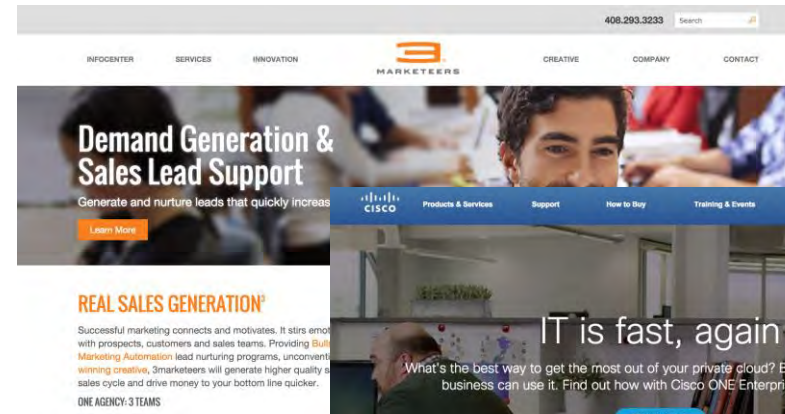 408.293.3233 Search
INFOCENTER SERVICES INNOVATION 3 CREATIVE COMPANY CONTACT
MARKETEERS
Demand Generation &
Sales Lead Support
Generate and nurture leads that quickly increas
Learn More
CISCO Products & Services Support How to Buy Training & Events
REAL SALES GENERATION³
Successful marketing connects and motivates. It stirs emot
with prospects, customers and sales teams. Providing Bull
Marketing Automation lead nurturing programs, unconventi
winning creative, 3marketeers will generate higher quality s
sales cycle and drive money to your bottom line quicker.
ONE AGENCY: 3 TEAMS
IT is fast, again
What's the best way to get the most out of your private cloud? E
business can use it. Find out how with Cisco ONE Enterpri